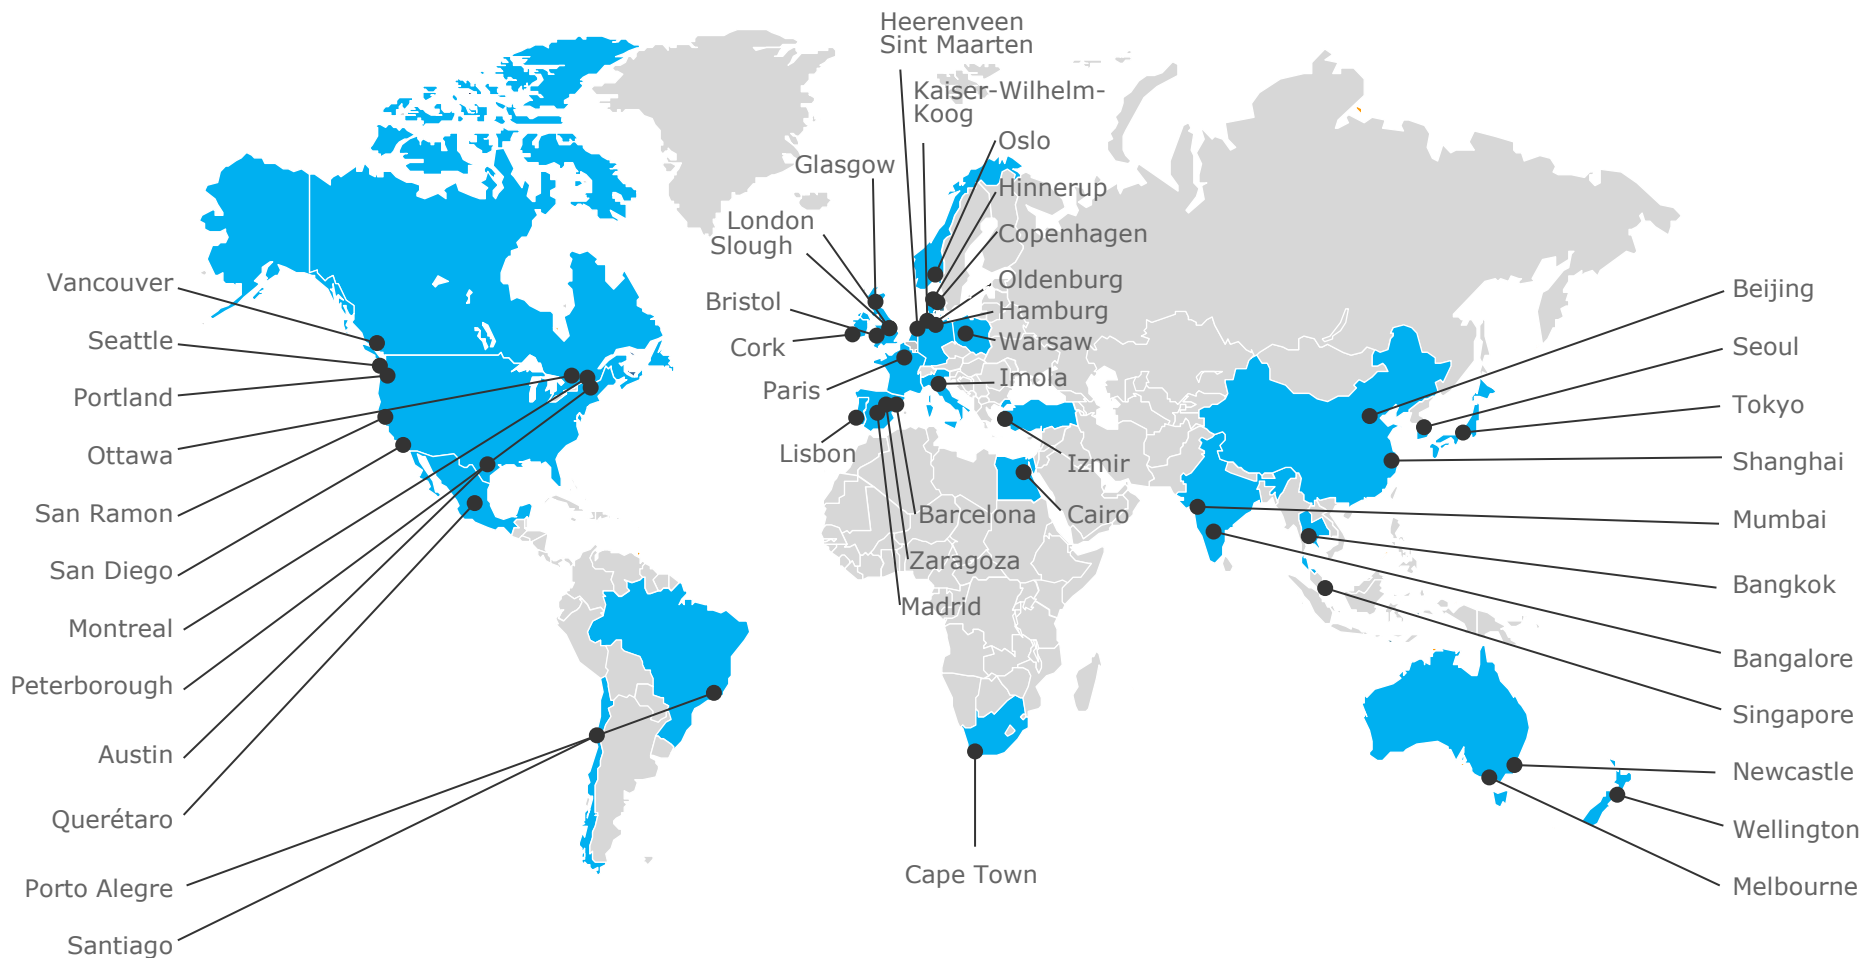 Heerenveen
Sint Maarten
Kaiser-Wilhelm-
Koog
Oslo
Glasgow
Hinnerup
London
Slough
Copenhagen
Oldenburg
Bristol
Hamburg
Cork
Warsaw
Paris
Imola
Lisbon
Izmir
Barcelona
Cairo
Zaragoza
Madrid
Vancouver
Seattle
Portland
Ottawa
San Ramon
San Diego
Montreal
Peterborough
Austin
Querétaro
Porto Alegre
Santiago
Cape Town
Beijing
Seoul
Tokyo
Shanghai
Mumbai
Bangkok
Bangalore
Singapore
Newcastle
Wellington
Melbourne